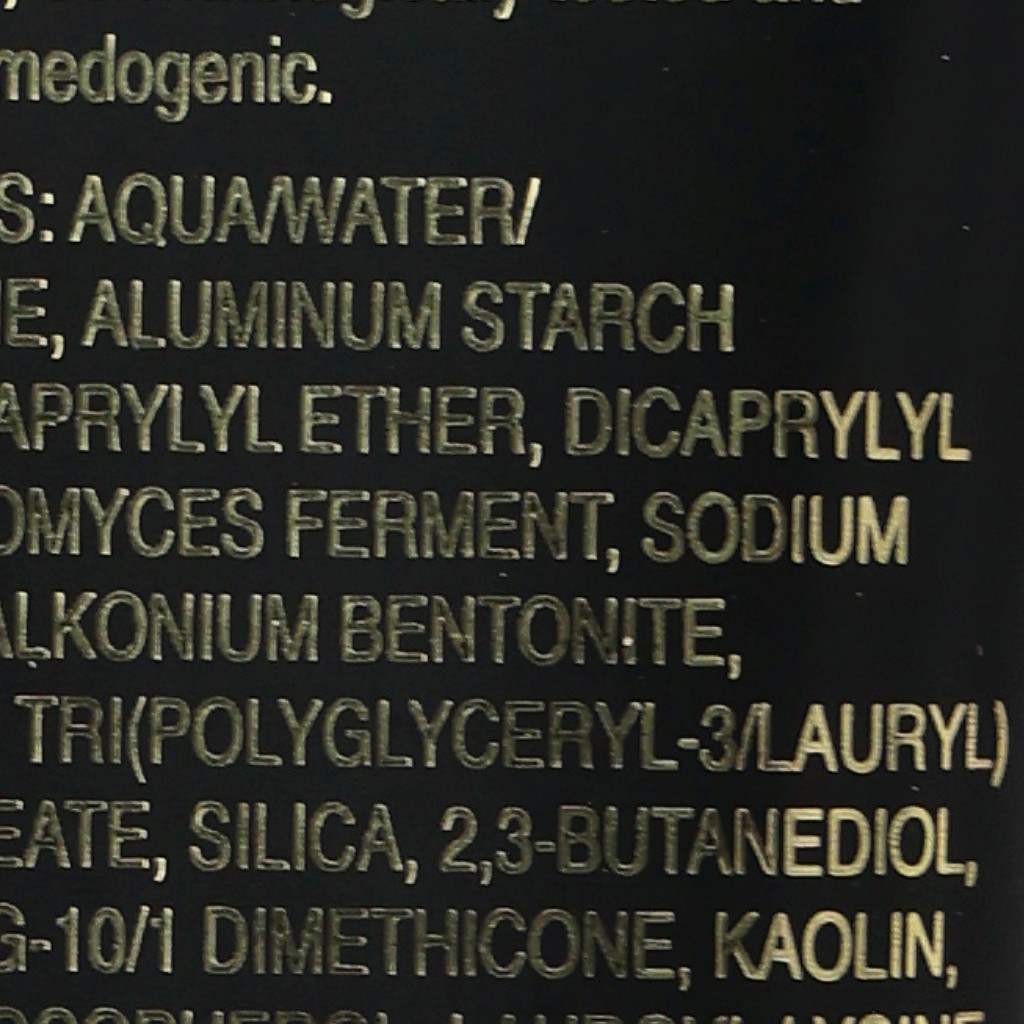 medogenic.
S: AQUA/WATER/
E, ALUMINUM STARCH
APRYLYL ETHER, DICAPRYLYL
OMYCES FERMENT, SODIUM
ALKONIUM BENTONITE,
TRI(POLYGLYCERYL-3/LAURYL)
EATE, SILICA, 2,3-BUTANEDIOL,
G-10/1 DIMETHICONE, KAOLIN,